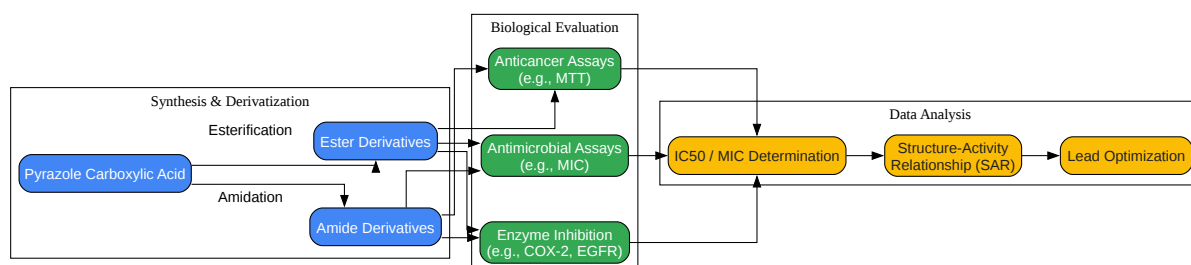 Synthesis & Derivatization
Pyrazole Carboxylic Acid
Esterification
Amidation
Ester Derivatives
Amide Derivatives
Biological Evaluation
Anticancer Assays
(e.g., MTT)
Antimicrobial Assays
(e.g., MIC)
Enzyme Inhibition
(e.g., COX-2, EGFR)
Data Analysis
IC50 / MIC Determination
Structure-Activity
Relationship (SAR)
Lead Optimization